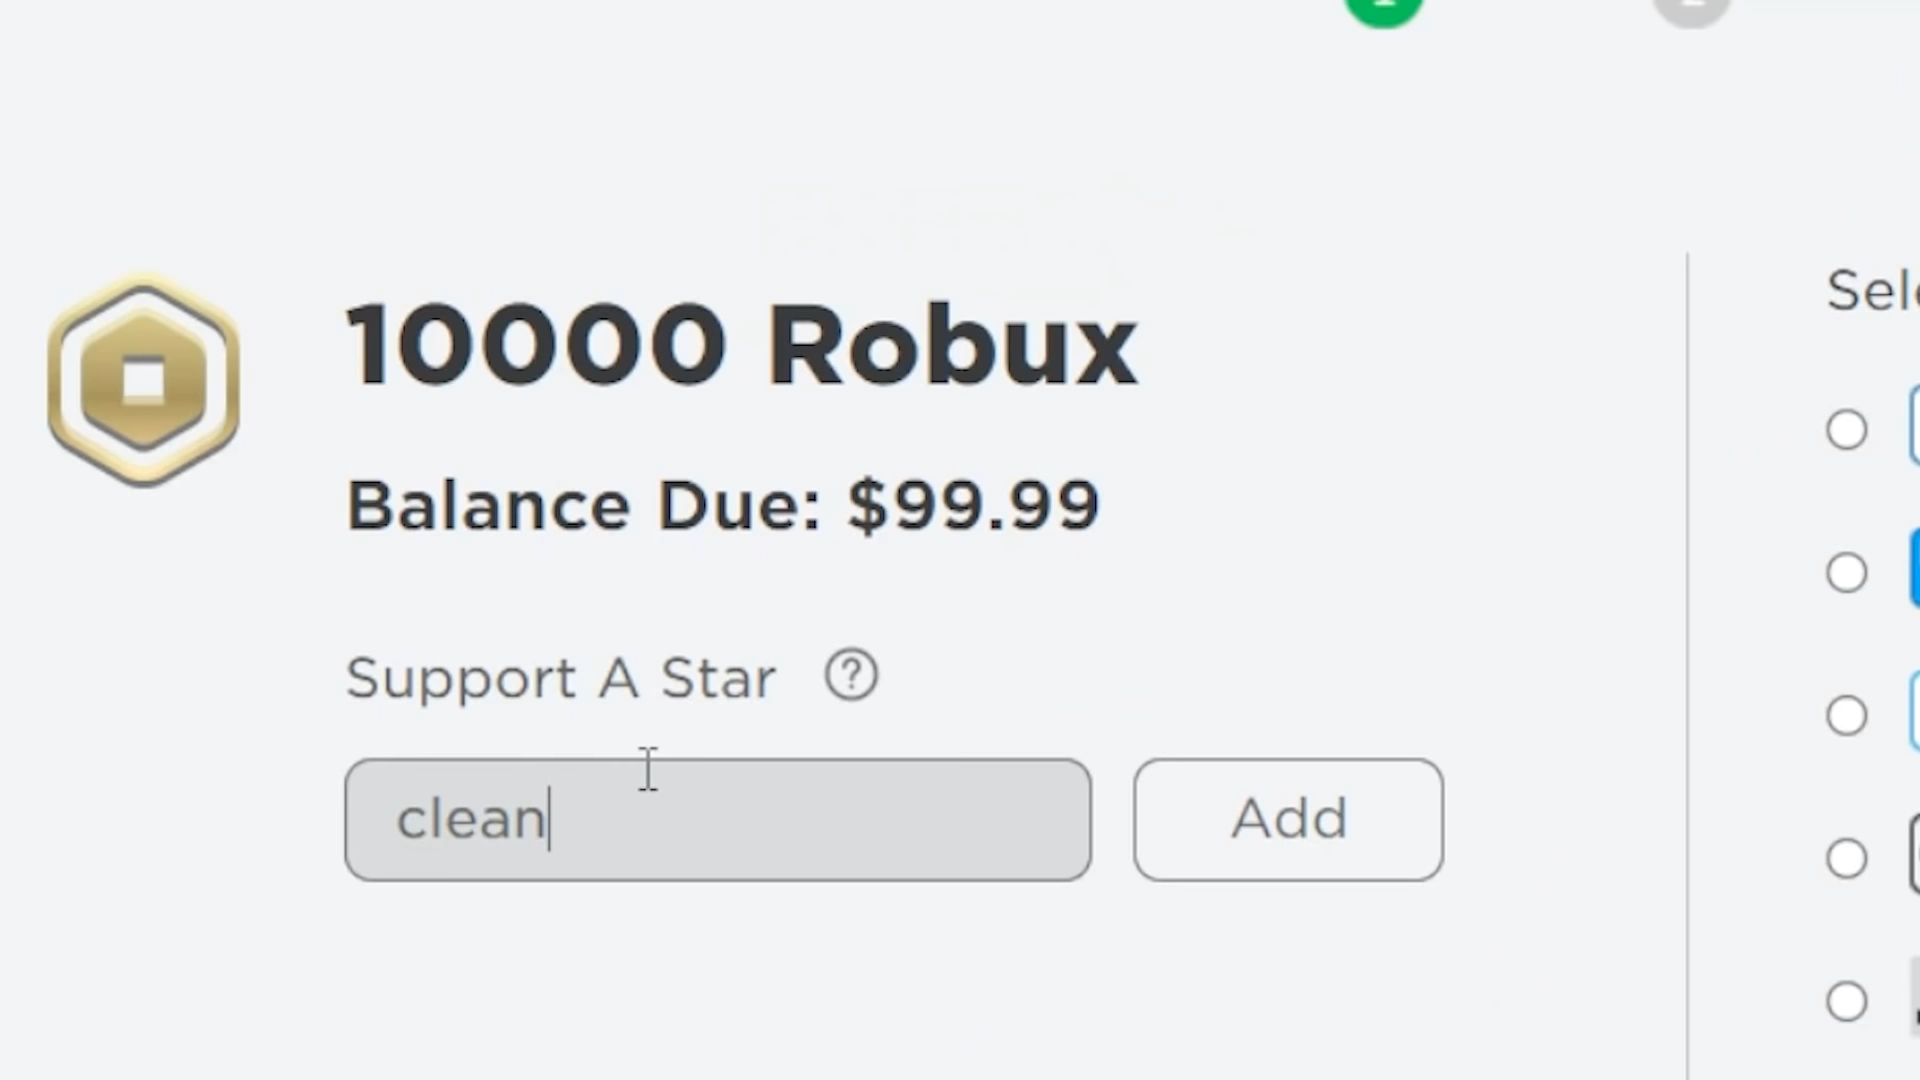 10000 Robux
Balance Due: $99.99
Support A Star ?
clean
Add